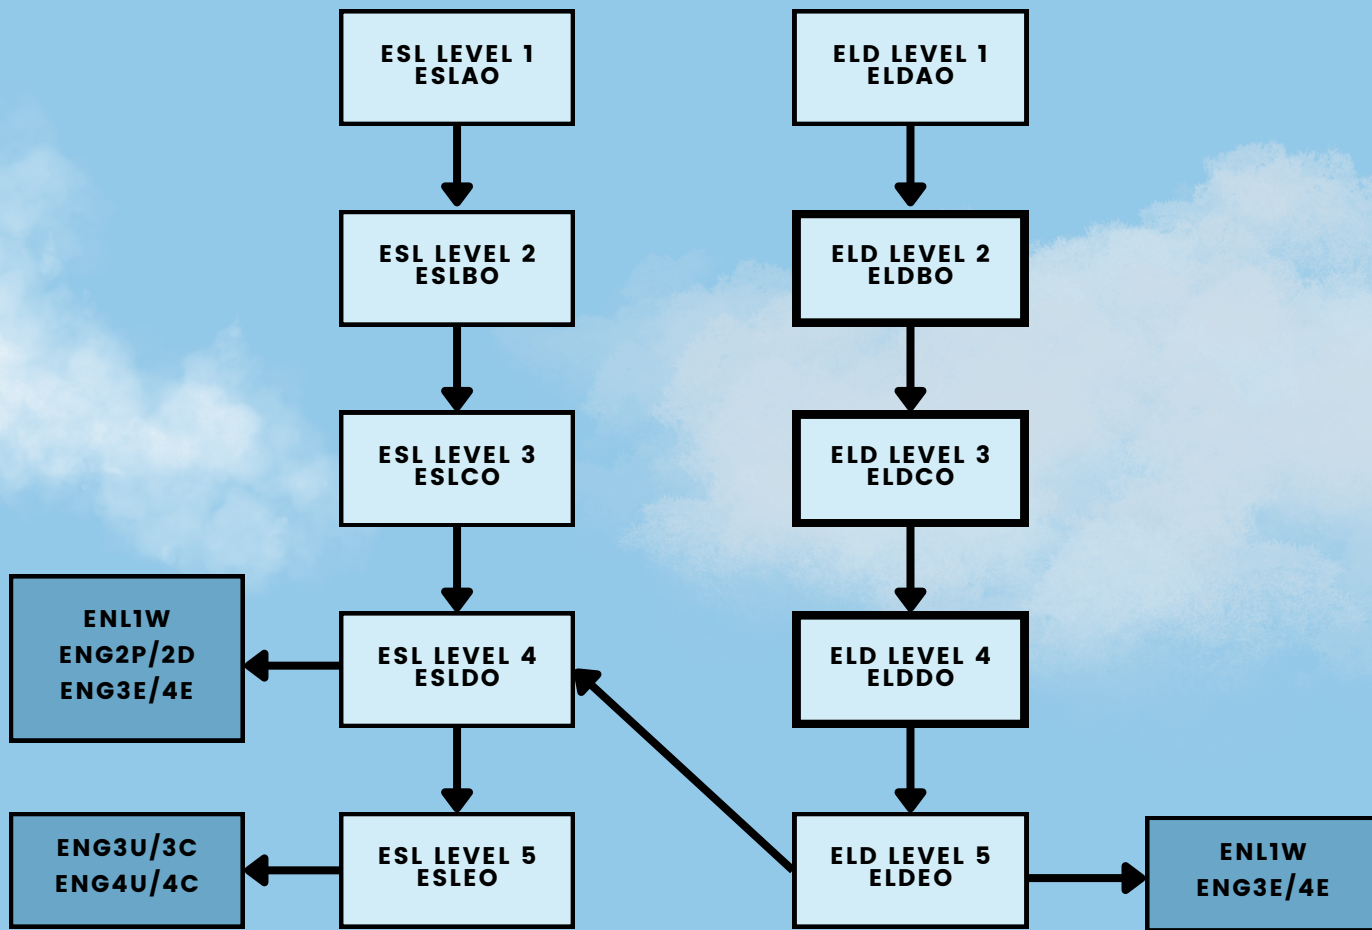 ESL LEVEL 1
ESLAO
ELD LEVEL 1
ELDAO
ESL LEVEL 2
ESLBO
ELD LEVEL 2
ELDBO
ESL LEVEL 3
ESLCO
ELD LEVEL 3
ELDCO
ENL1W
ENG2P/2D
ENG3E/4E
ESL LEVEL 4
ESLDO
ELD LEVEL 4
ELDDO
ENG3U/3C
ENG4U/4C
ESL LEVEL 5
ESLEO
ELD LEVEL 5
ELDEO
ENL1W
ENG3E/4E